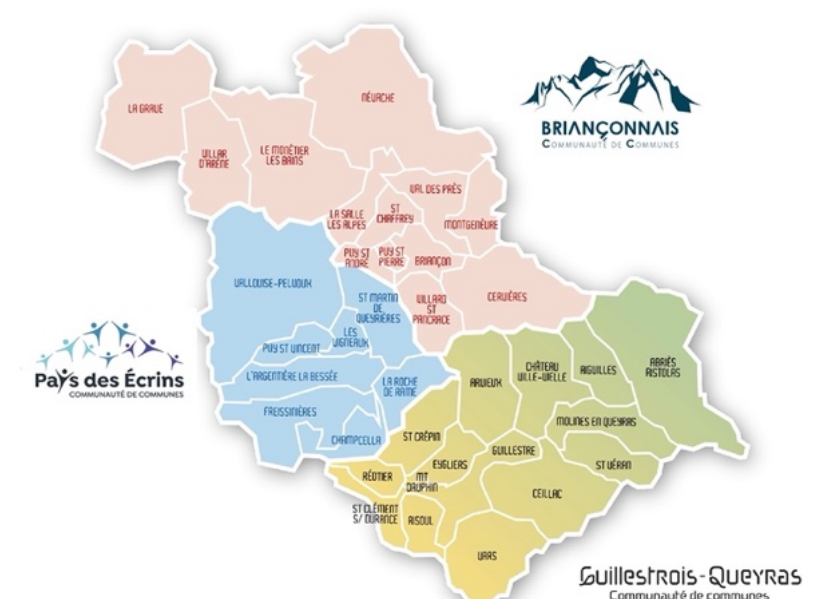 BRIANÇONNAIS
COMMUNAUTÉ DE COMMUNES
LA GRAVE
VILLAR
D'ARÊNE
LE MONÊTIER
LES BAINS
NÉVACHE
VAL DES PRÈS
LA SALLE
LES ALPES
ST
CHAFFREY
MONTGENÈVRE
PUY ST
ANDRÉ
PUY ST
PIERRE
BRIANÇON
VILLARD
ST
PANCRACE
CERVIÈRES
VALLOUISE-PELVOUX
ST MARTIN
DE
QUEYRIÈRES
LES
VIGNEAUX
PUY ST VINCENT
L'ARGENTIÈRE LA BESSÉE
LA ROCHE
DE RAME
FREISSINIÈRES
CHAMPCELLA
Pays des Écrins
COMMUNAUTÉ DE COMMUNES
ARVIEUX
CHÂTEAU
VILLE-VIELLE
AIGUILLES
ABRIÈS
RISTOLAS
MOLINES EN QUEYRAS
ST VÉRAN
ST CRÉPIN
EYGLIERS
GUILLESTRE
RÉOTIER
MT
DAUPHIN
CEILLAC
ST CLÉMENT
S/ DURANCE
RISOUL
VARS
Guillestrois-Queyras
Communauté de communes